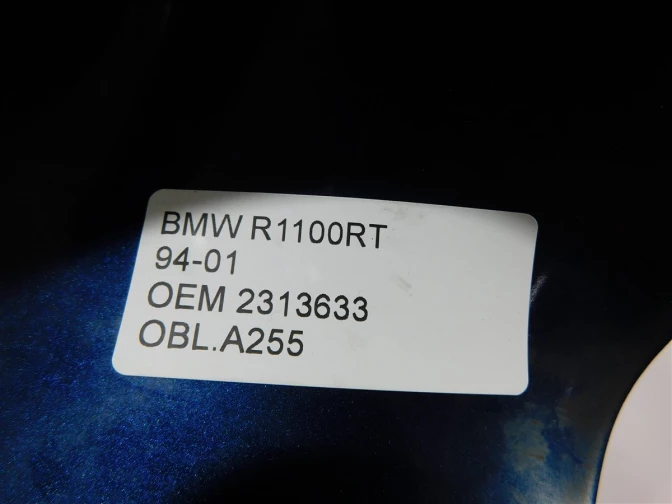 BMW R1100RT
94-01
OEM 2313633
OBL.A255